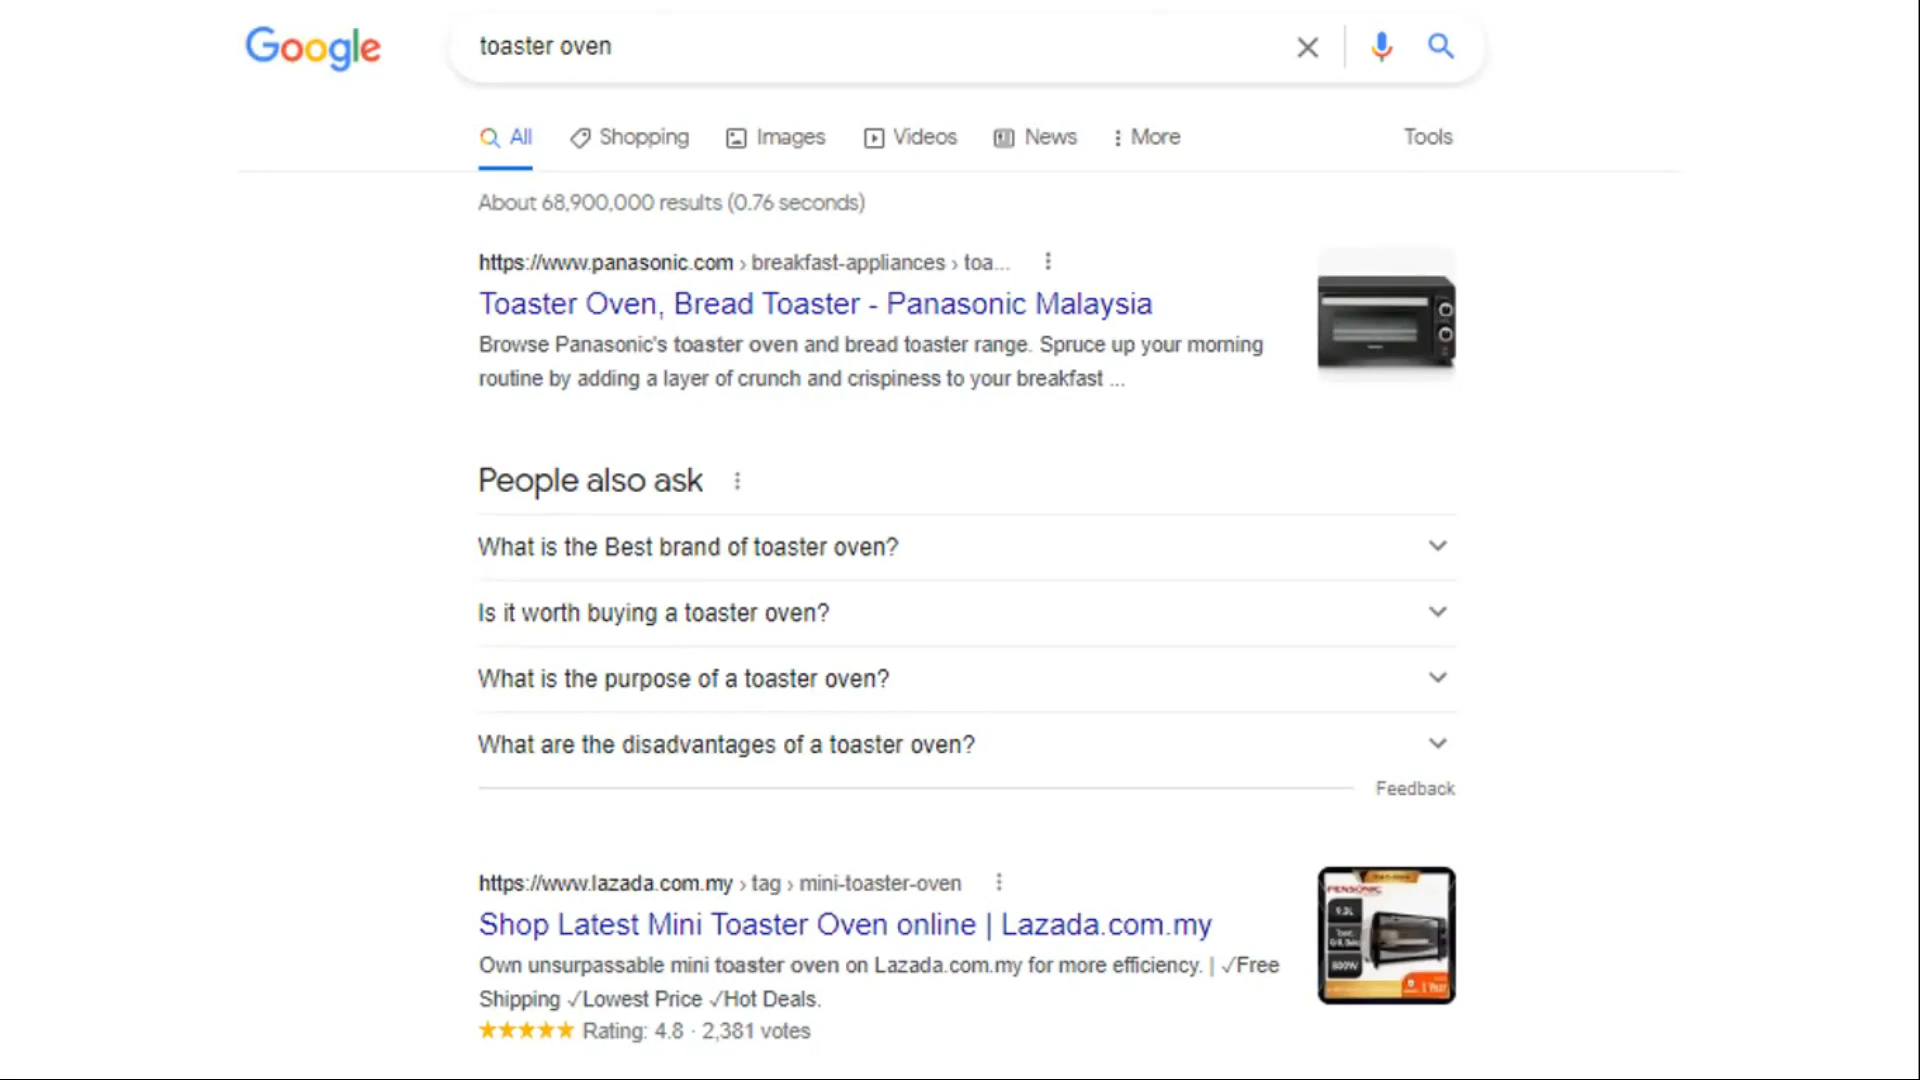 Google
toaster oven
All Shopping Images Videos News More Tools
About 68,900,000 results (0.76 seconds)
https://www.panasonic.com › breakfast-appliances › toa...
Toaster Oven, Bread Toaster - Panasonic Malaysia
Browse Panasonic's toaster oven and bread toaster range. Spruce up your morning
routine by adding a layer of crunch and crispiness to your breakfast ...
People also ask
What is the Best brand of toaster oven?
Is it worth buying a toaster oven?
What is the purpose of a toaster oven?
What are the disadvantages of a toaster oven?
Feedback
https://www.lazada.com.my › tag › mini-toaster-oven
Shop Latest Mini Toaster Oven online | Lazada.com.my
Own unsurpassable mini toaster oven on Lazada.com.my for more efficiency. | ✓Free
Shipping ✓Lowest Price ✓Hot Deals.
Rating: 4.8 · 2,381 votes
PENSONIC
800W
1 Year